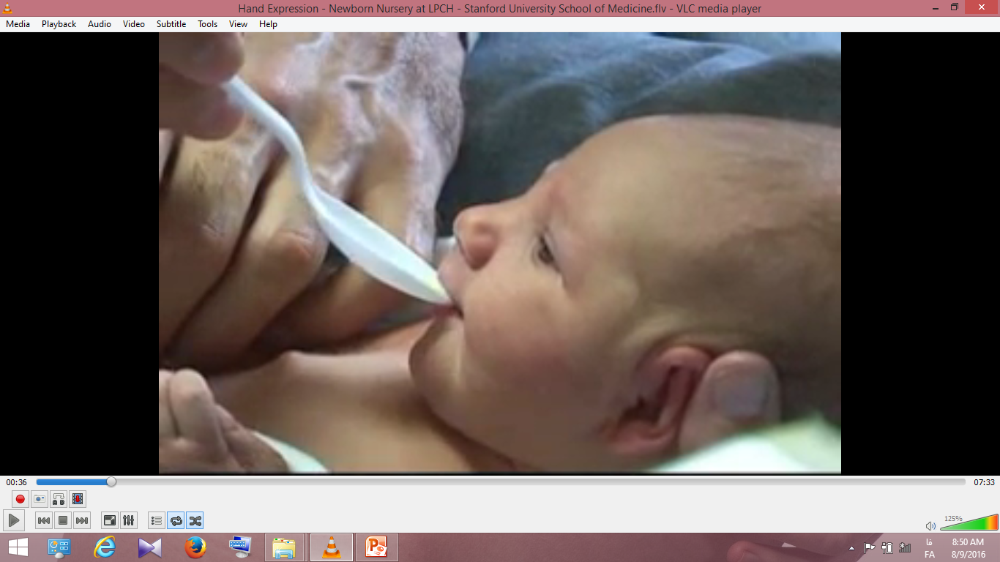 Hand Expression - Newborn Nursery at LPCH - Stanford University School of Medicine.flv - VLC media player
Media Playback Audio Video Subtitle Tools View Help
00:36 07:33
125%
فا 8:50 AM
FA 8/9/2016